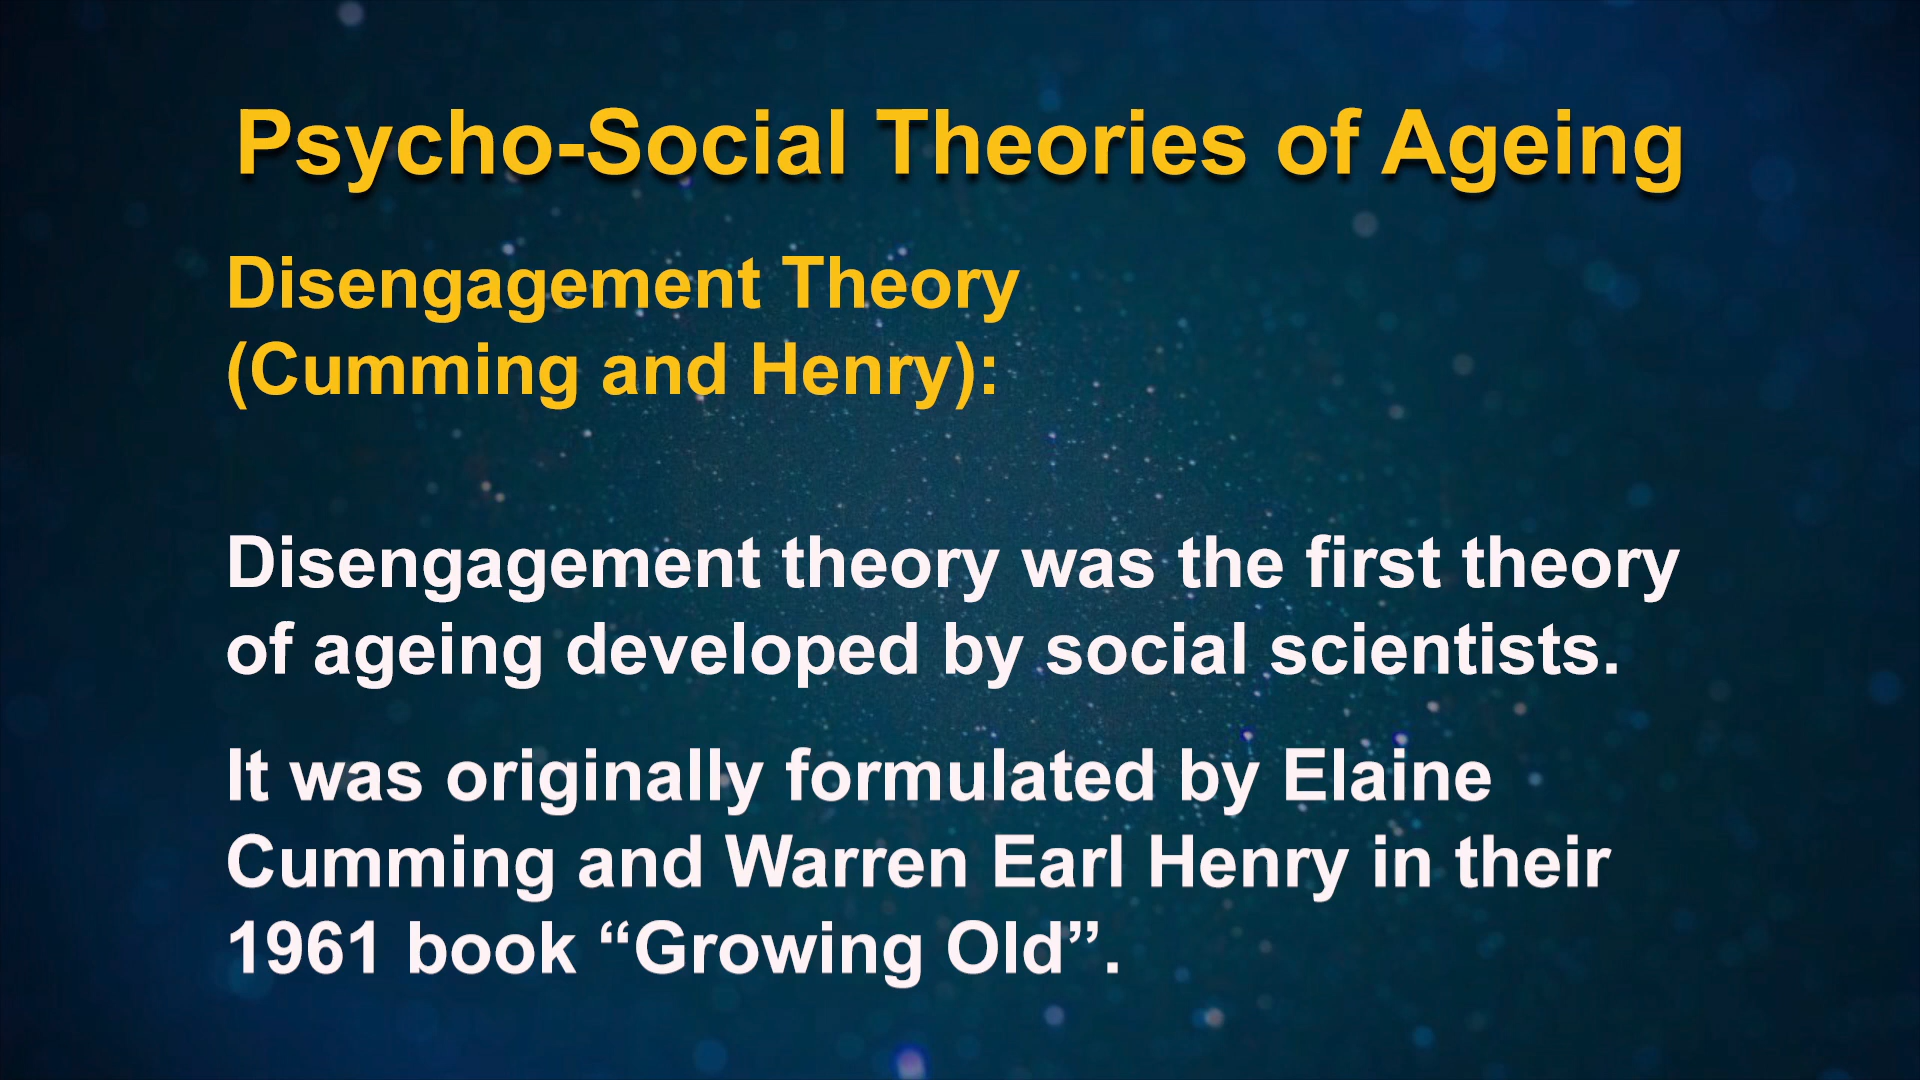 Psycho-Social Theories of Ageing
Disengagement Theory
(Cumming and Henry):
Disengagement theory was the first theory
of ageing developed by social scientists.
It was originally formulated by Elaine
Cumming and Warren Earl Henry in their
1961 book “Growing Old”.